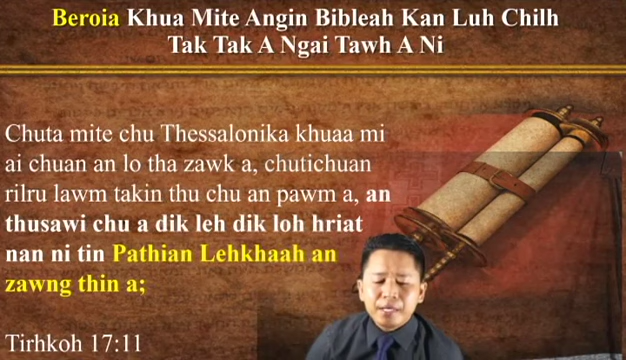 Beroia Khua Mite Angin Bibleah Kan Luh Chilh
Tak Tak A Ngai Tawh A Ni
Chuta mite chu Thessalonika khuaa mi
ai chuan an lo tha zawk a, chutichuan
rilru lawm takin thu chu an pawm a, an
thusawi chu a dik leh dik loh hriat
nan ni tin Pathian Lehkhaah an
zawng thin a;
Tirhkoh 17:11